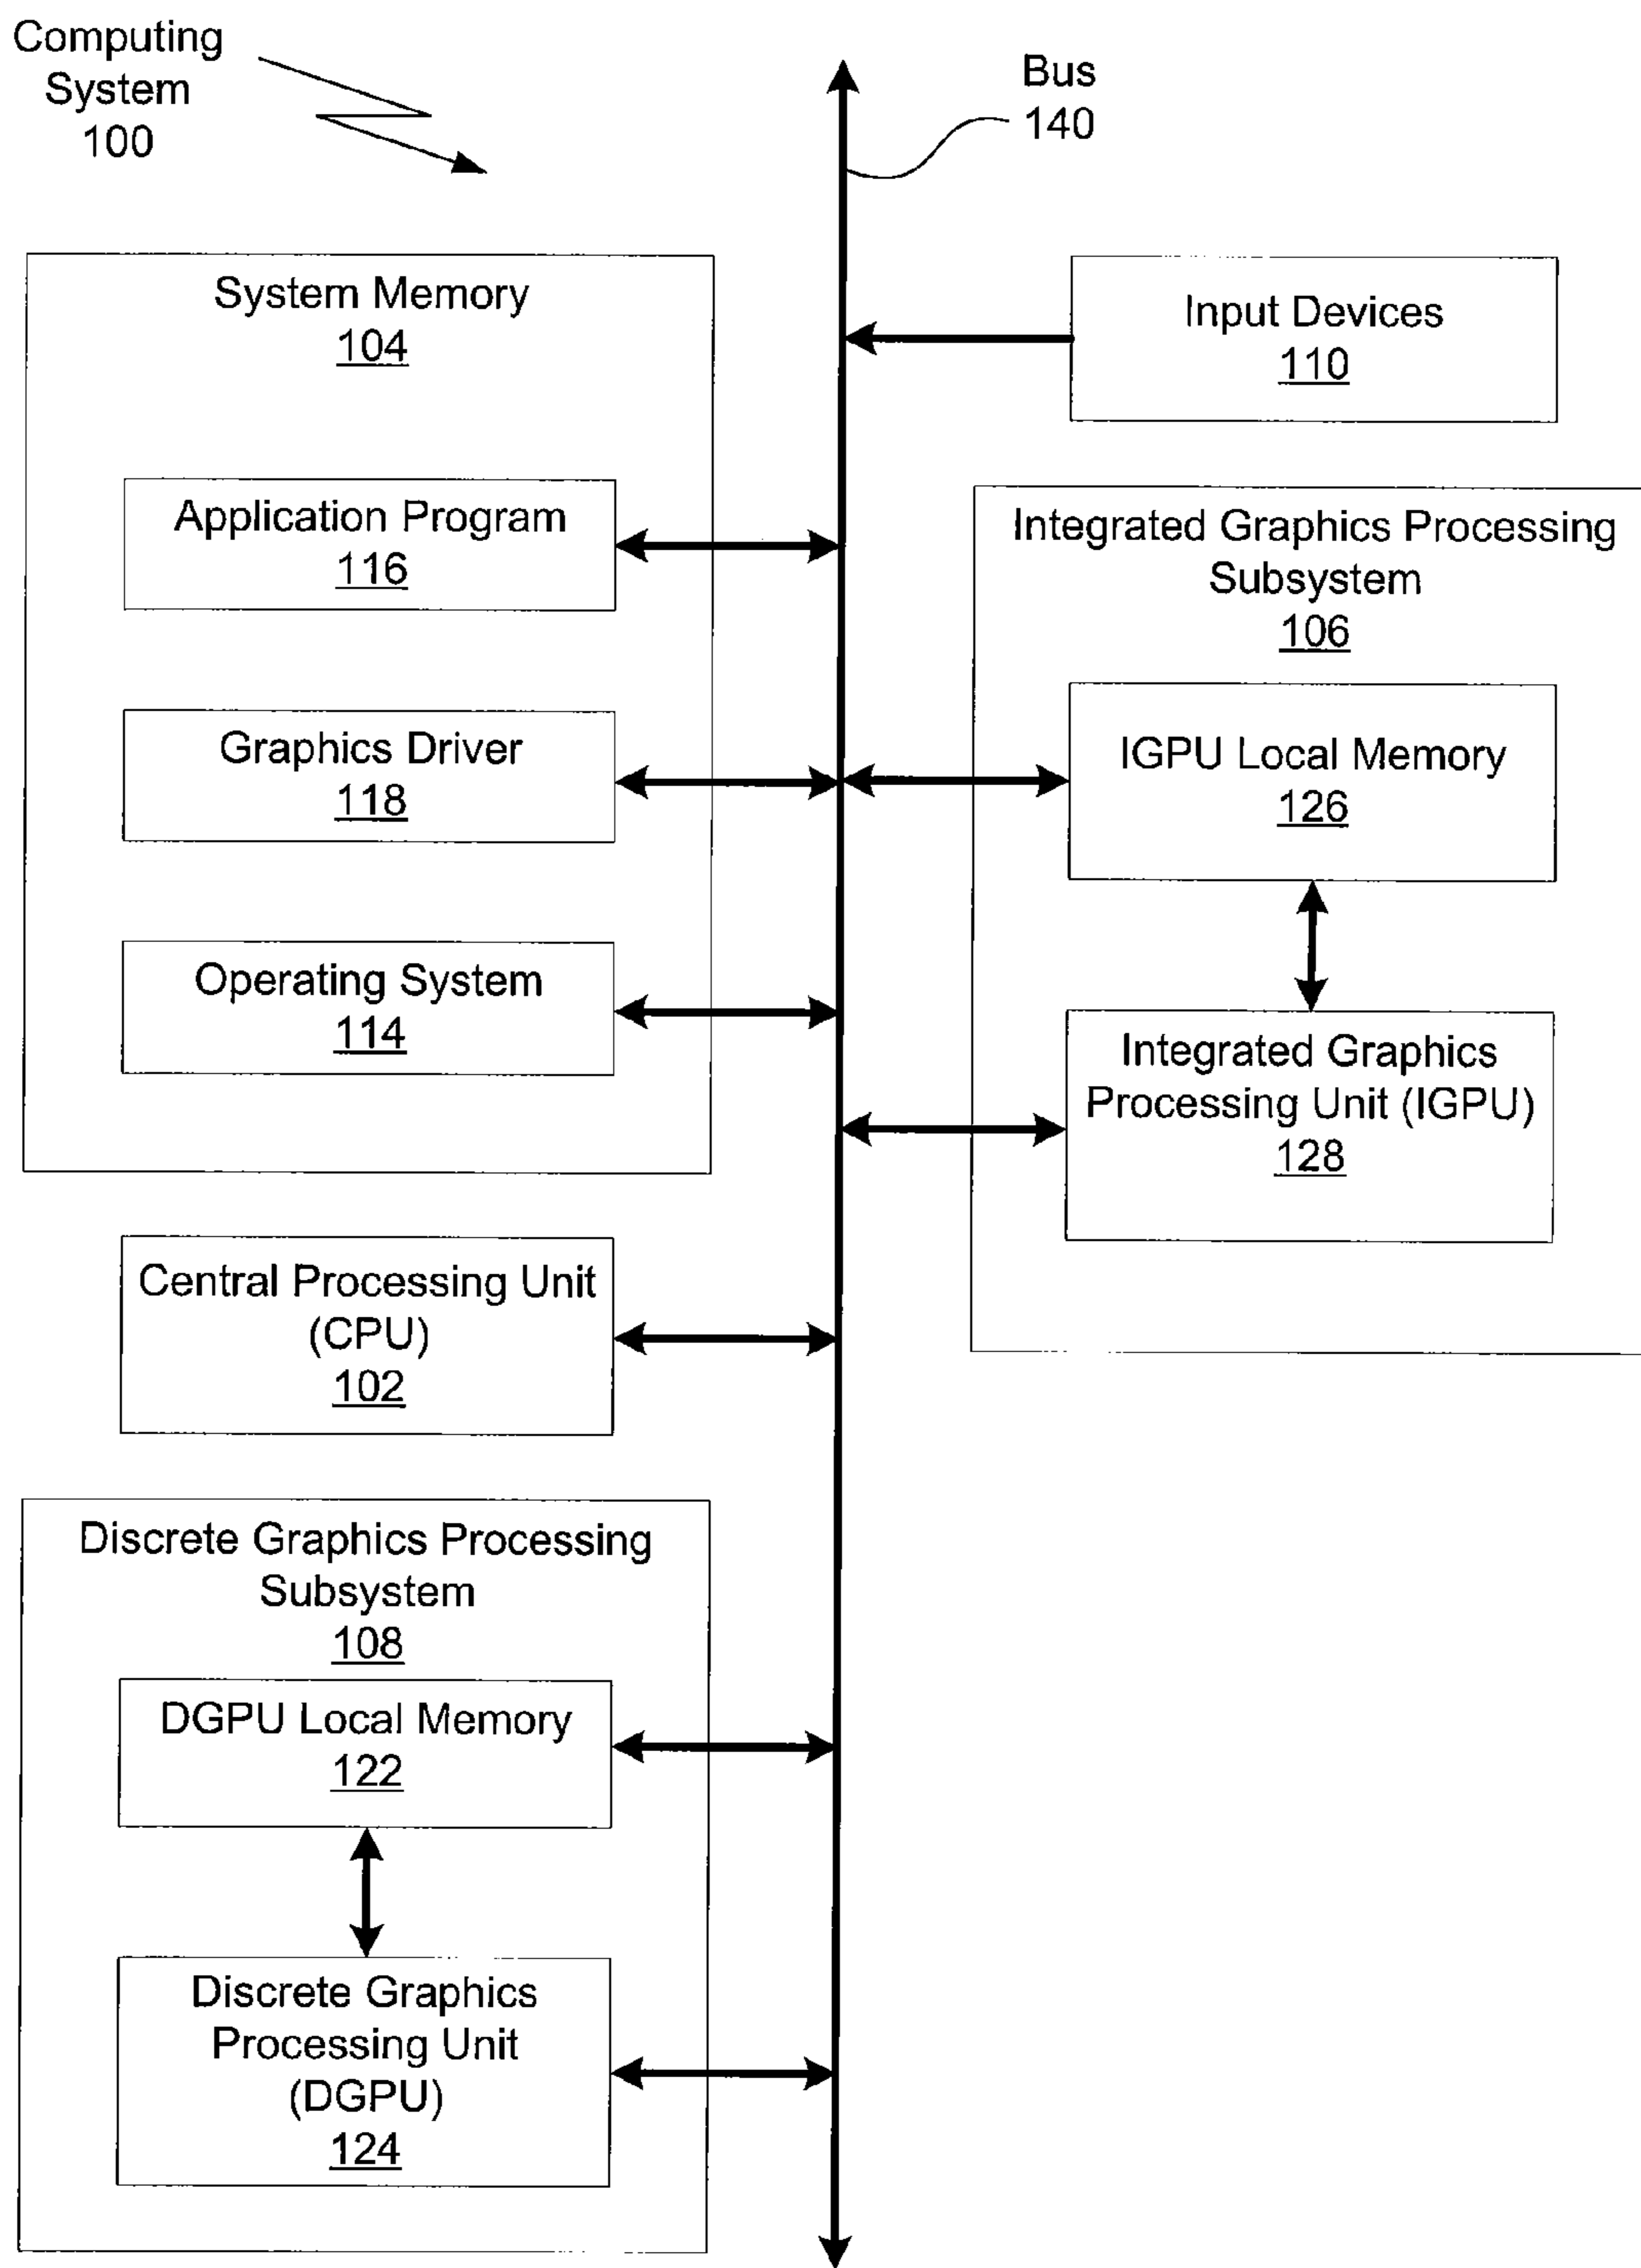 Computing
System
100
Bus
140
System Memory
104
Application Program
116
Graphics Driver
118
Operating System
114
Input Devices
110
Integrated Graphics Processing
Subsystem
106
IGPU Local Memory
126
Integrated Graphics
Processing Unit (IGPU)
128
Central Processing Unit
(CPU)
102
Discrete Graphics Processing
Subsystem
108
DGPU Local Memory
122
Discrete Graphics
Processing Unit
(DGPU)
124